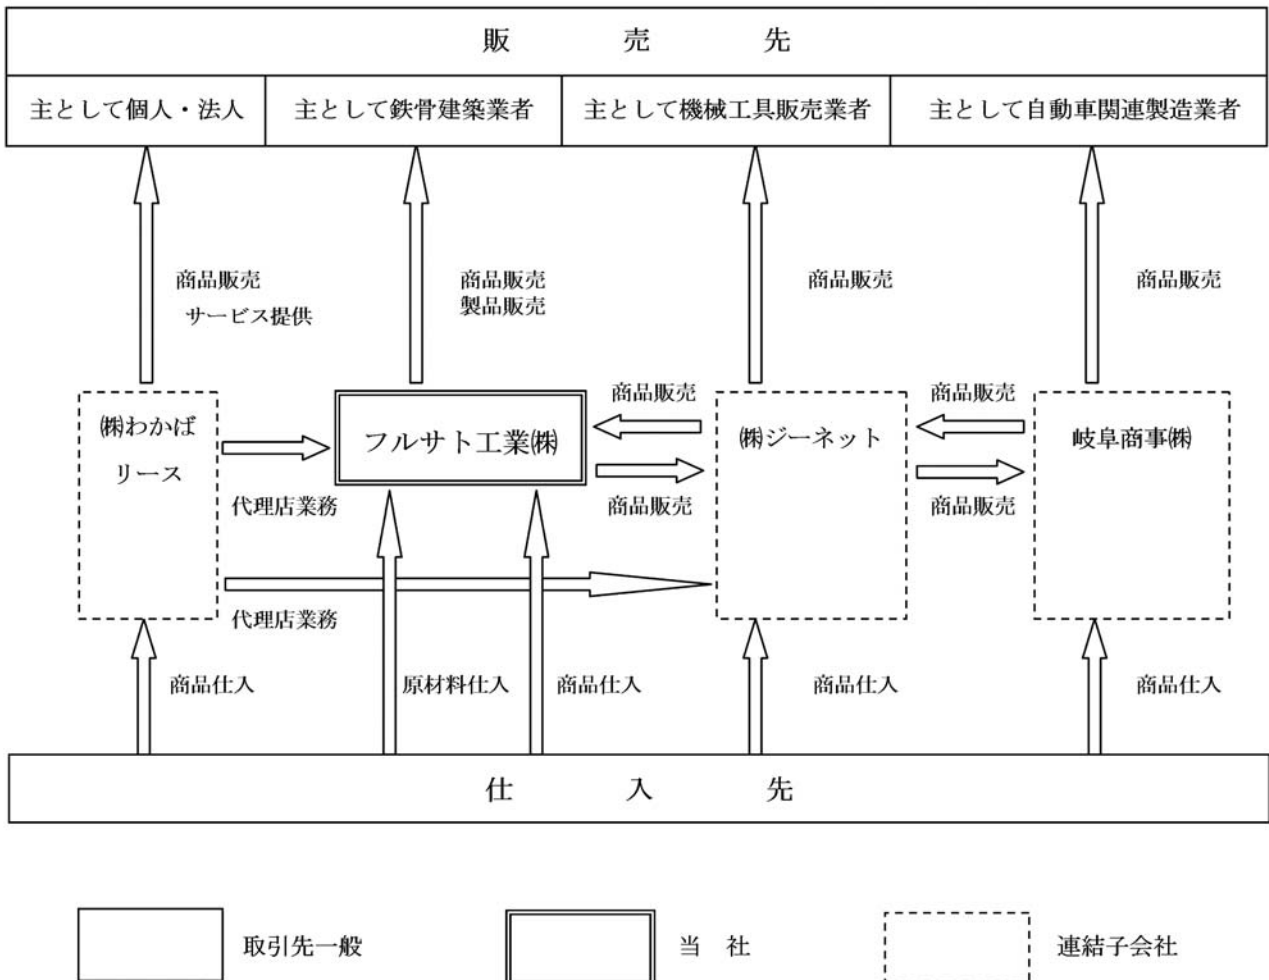 販売先
主として個人・法人
主として鉄骨建築業者
主として機械工具販売業者
主として自動車関連製造業者
商品販売
サービス提供
商品販売
製品販売
商品販売
商品販売
㈱わかば
リース
フルサト工業㈱
㈱ジーネット
岐阜商事㈱
商品販売
商品販売
代理店業務
商品販売
商品販売
代理店業務
商品仕入
原材料仕入
商品仕入
商品仕入
商品仕入
仕入先
取引先一般
当社
連結子会社